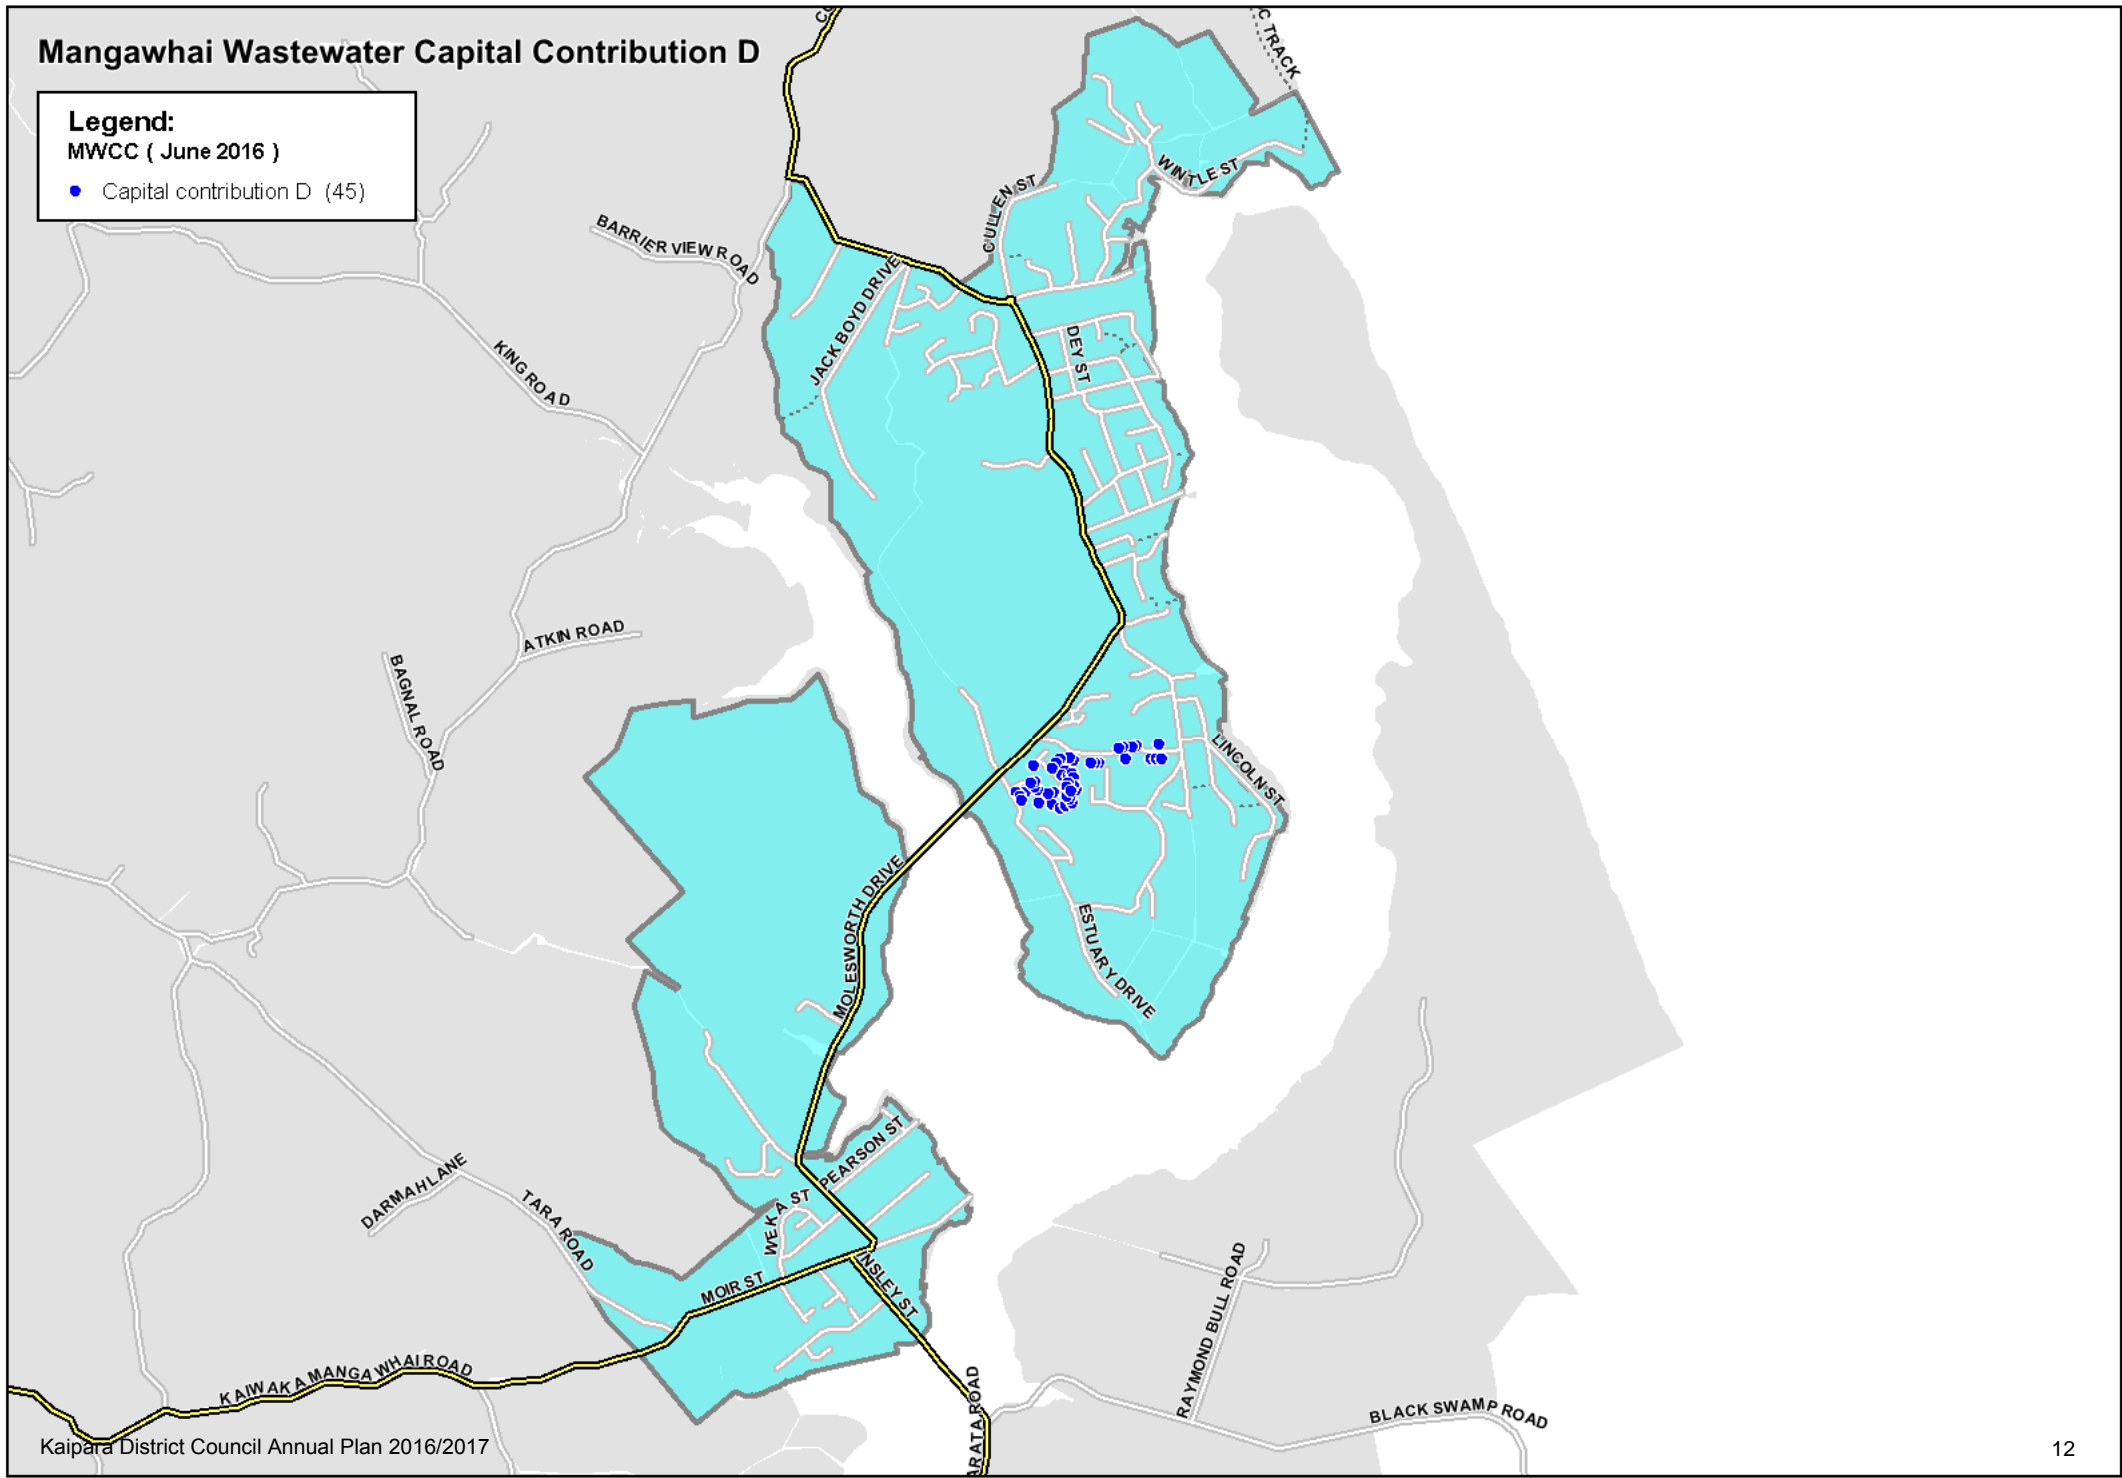 Mangawhai Wastewater Capital Contribution D
Legend:
MWCC ( June 2016 )
Capital contribution D (45)
C TRACK
WINTLE ST
CULLEN ST
BARRIER VIEW ROAD
JACK BOYD DRIVE
DEY ST
KING ROAD
ATKIN ROAD
BAGNAL ROAD
LINCOLN ST
MOLESWORTH DRIVE
ESTUARY DRIVE
PEARSON ST
DARMAH LANE
TARA ROAD
WEKA ST
MOIR ST
INSLEY ST
RAYMOND BULL ROAD
KAIWAKA MANGAWHAI ROAD
ARATA ROAD
BLACK SWAMP ROAD
Kaipara District Council Annual Plan 2016/2017
12